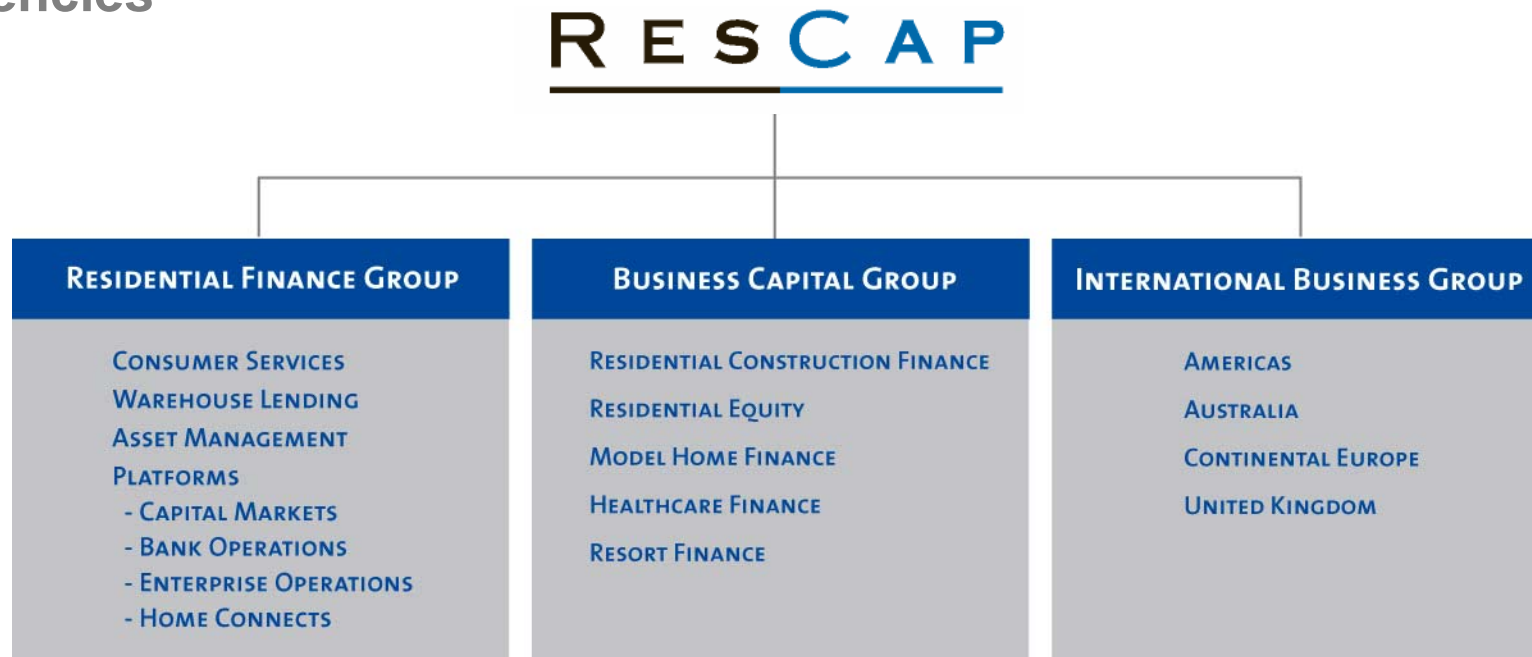 RESCAP
RESIDENTIAL FINANCE GROUP
CONSUMER SERVICES
WAREHOUSE LENDING
ASSET MANAGEMENT
PLATFORMS
- CAPITAL MARKETS
- BANK OPERATIONS
- ENTERPRISE OPERATIONS
- HOME CONNECTS
BUSINESS CAPITAL GROUP
RESIDENTIAL CONSTRUCTION FINANCE
RESIDENTIAL EQUITY
MODEL HOME FINANCE
HEALTHCARE FINANCE
RESORT FINANCE
INTERNATIONAL BUSINESS GROUP
AMERICAS
AUSTRALIA
CONTINENTAL EUROPE
UNITED KINGDOM